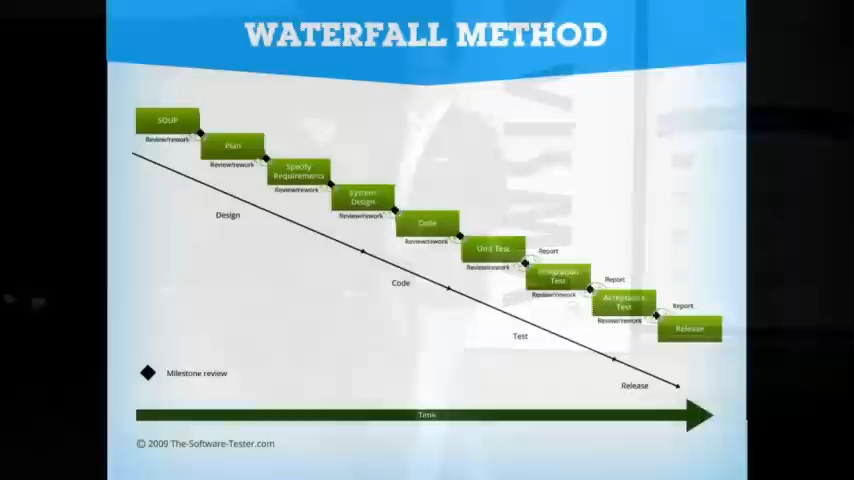 WATERFALL METHOD
SOUP
Review/rework
Plan
Review/rework
Specify
Requirements
Review/rework
System
Design
Review/rework
Design
Code
Review/rework
Unit Test
Review/rework
Report
Integration
Test
Review/rework
Report
Code
Acceptance
Test
Review/rework
Report
Release
Test
Milestone review
Release
Time
© 2009 The-Software-Tester.com